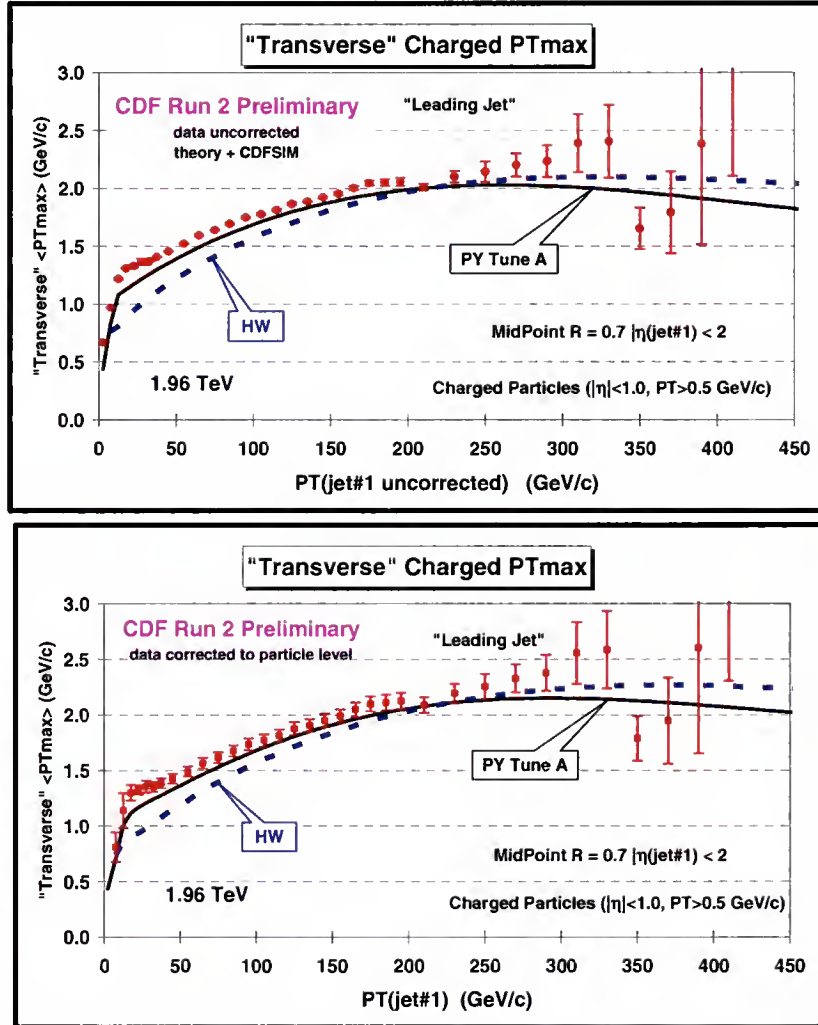 "Transverse" Charged PTmax
CDF Run 2 Preliminary
data uncorrected
theory + CDFSIM
"Leading Jet"
PY Tune A
HW
MidPoint R = 0.7 |η(jet#1) < 2
1.96 TeV
Charged Particles (|η|<1.0, PT>0.5 GeV/c)
"Transverse" <PTmax> (GeV/c)
3.0
2.5
2.0
1.5
1.0
0.5
0.0
0 50 100 150 200 250 300 350 400 450
PT(jet#1 uncorrected) (GeV/c)
"Transverse" Charged PTmax
CDF Run 2 Preliminary
data corrected to particle level
"Leading Jet"
PY Tune A
HW
MidPoint R = 0.7 |η(jet#1) < 2
1.96 TeV
Charged Particles (|η|<1.0, PT>0.5 GeV/c)
"Transverse" <PTmax> (GeV/c)
3.0
2.5
2.0
1.5
1.0
0.5
0.0
0 50 100 150 200 250 300 350 400 450
PT(jet#1) (GeV/c)